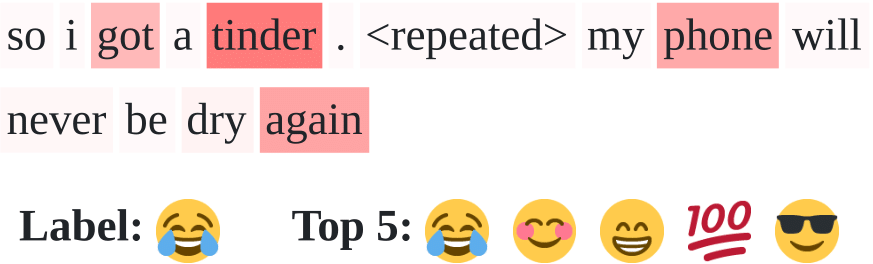 so i got a tinder . <repeated> my phone will
never be dry again
Label: 😂 Top 5: 😂 😊 😁 💯 😎